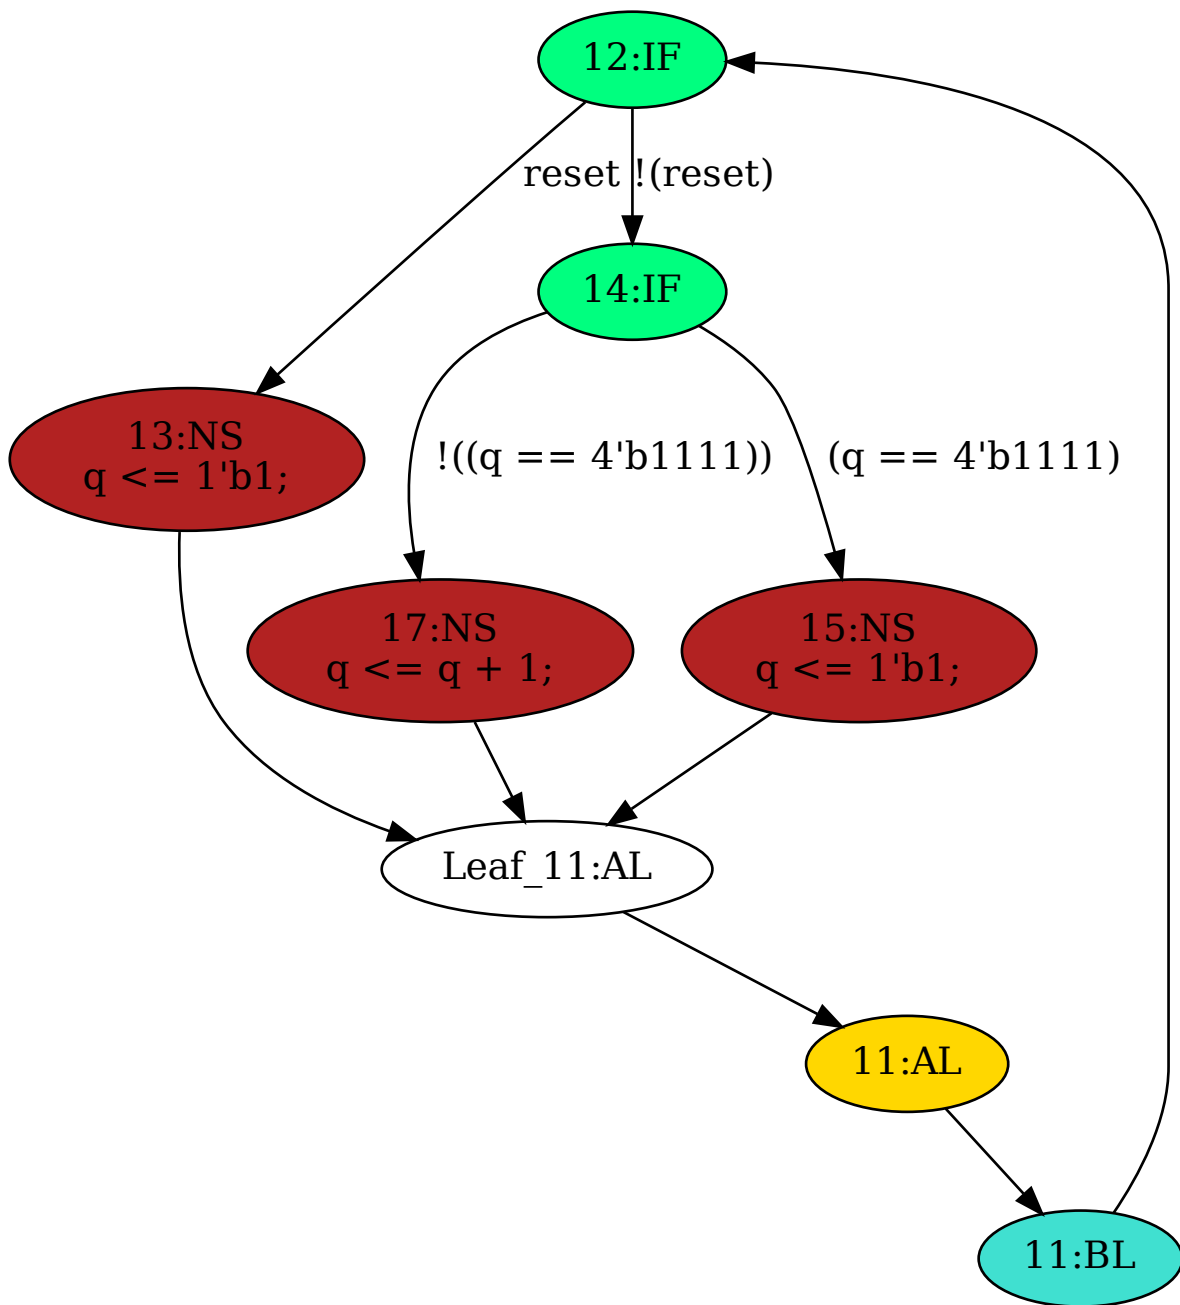 12:IF
reset
!(reset)
14:IF
13:NS
q <= 1'b1;
!((q == 4'b1111))
(q == 4'b1111)
17:NS
q <= q + 1;
15:NS
q <= 1'b1;
Leaf_11:AL
11:AL
11:BL